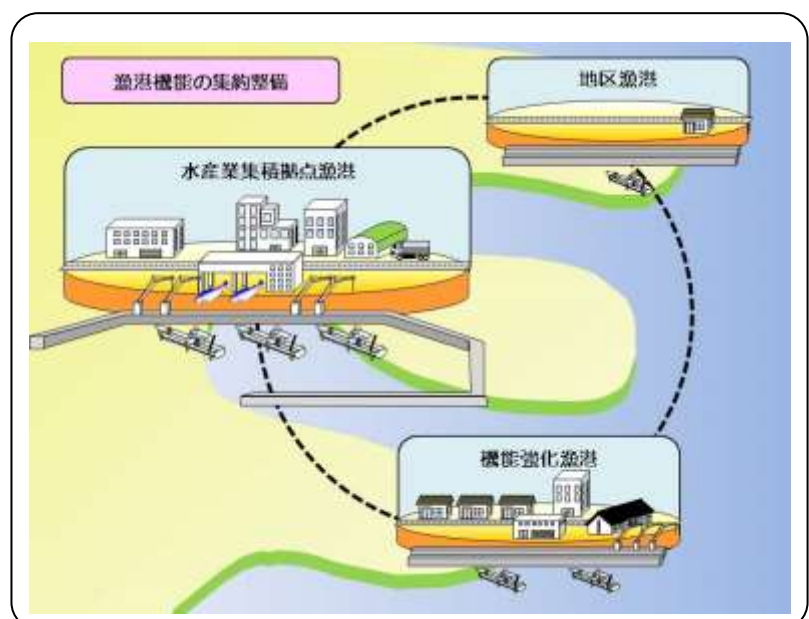 漁港機能の集約整備
地区漁港
水産業集積拠点漁港
機能強化漁港